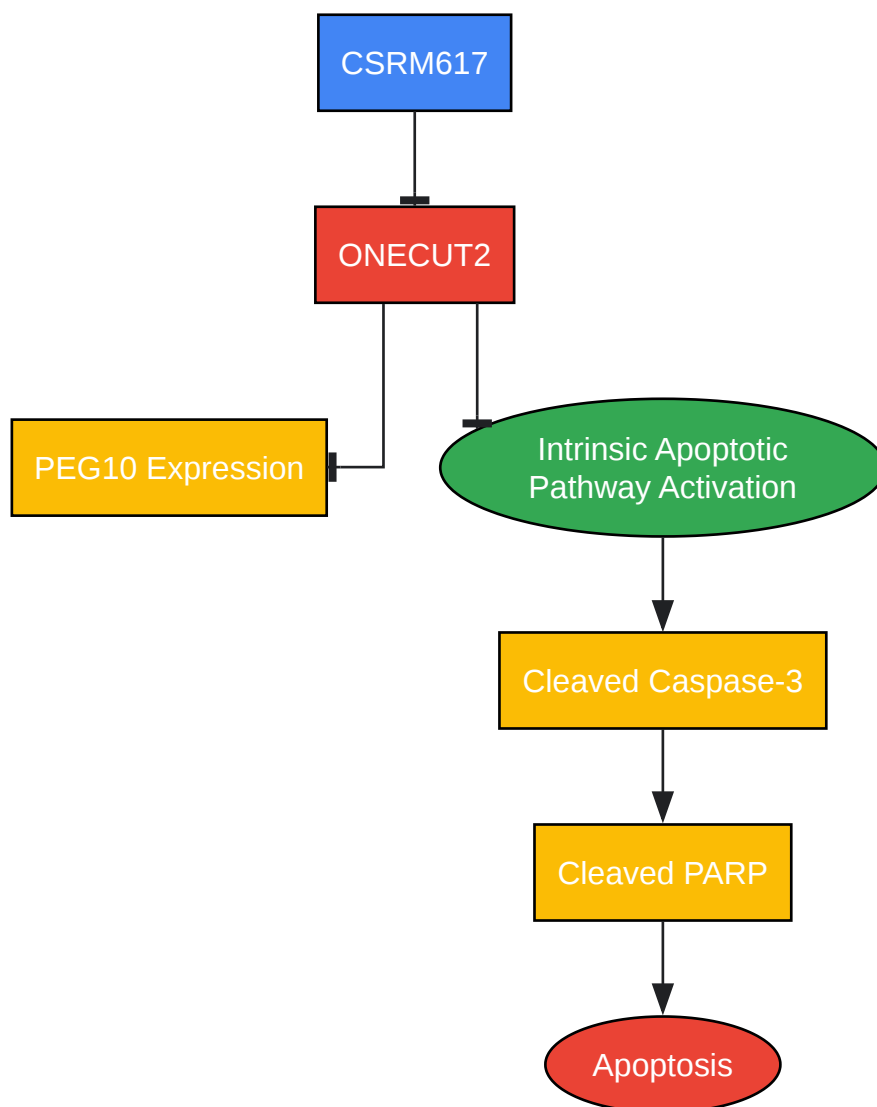 CSRM617
ONECUT2
PEG10 Expression
Intrinsic Apoptotic
Pathway Activation
Cleaved Caspase-3
Cleaved PARP
Apoptosis